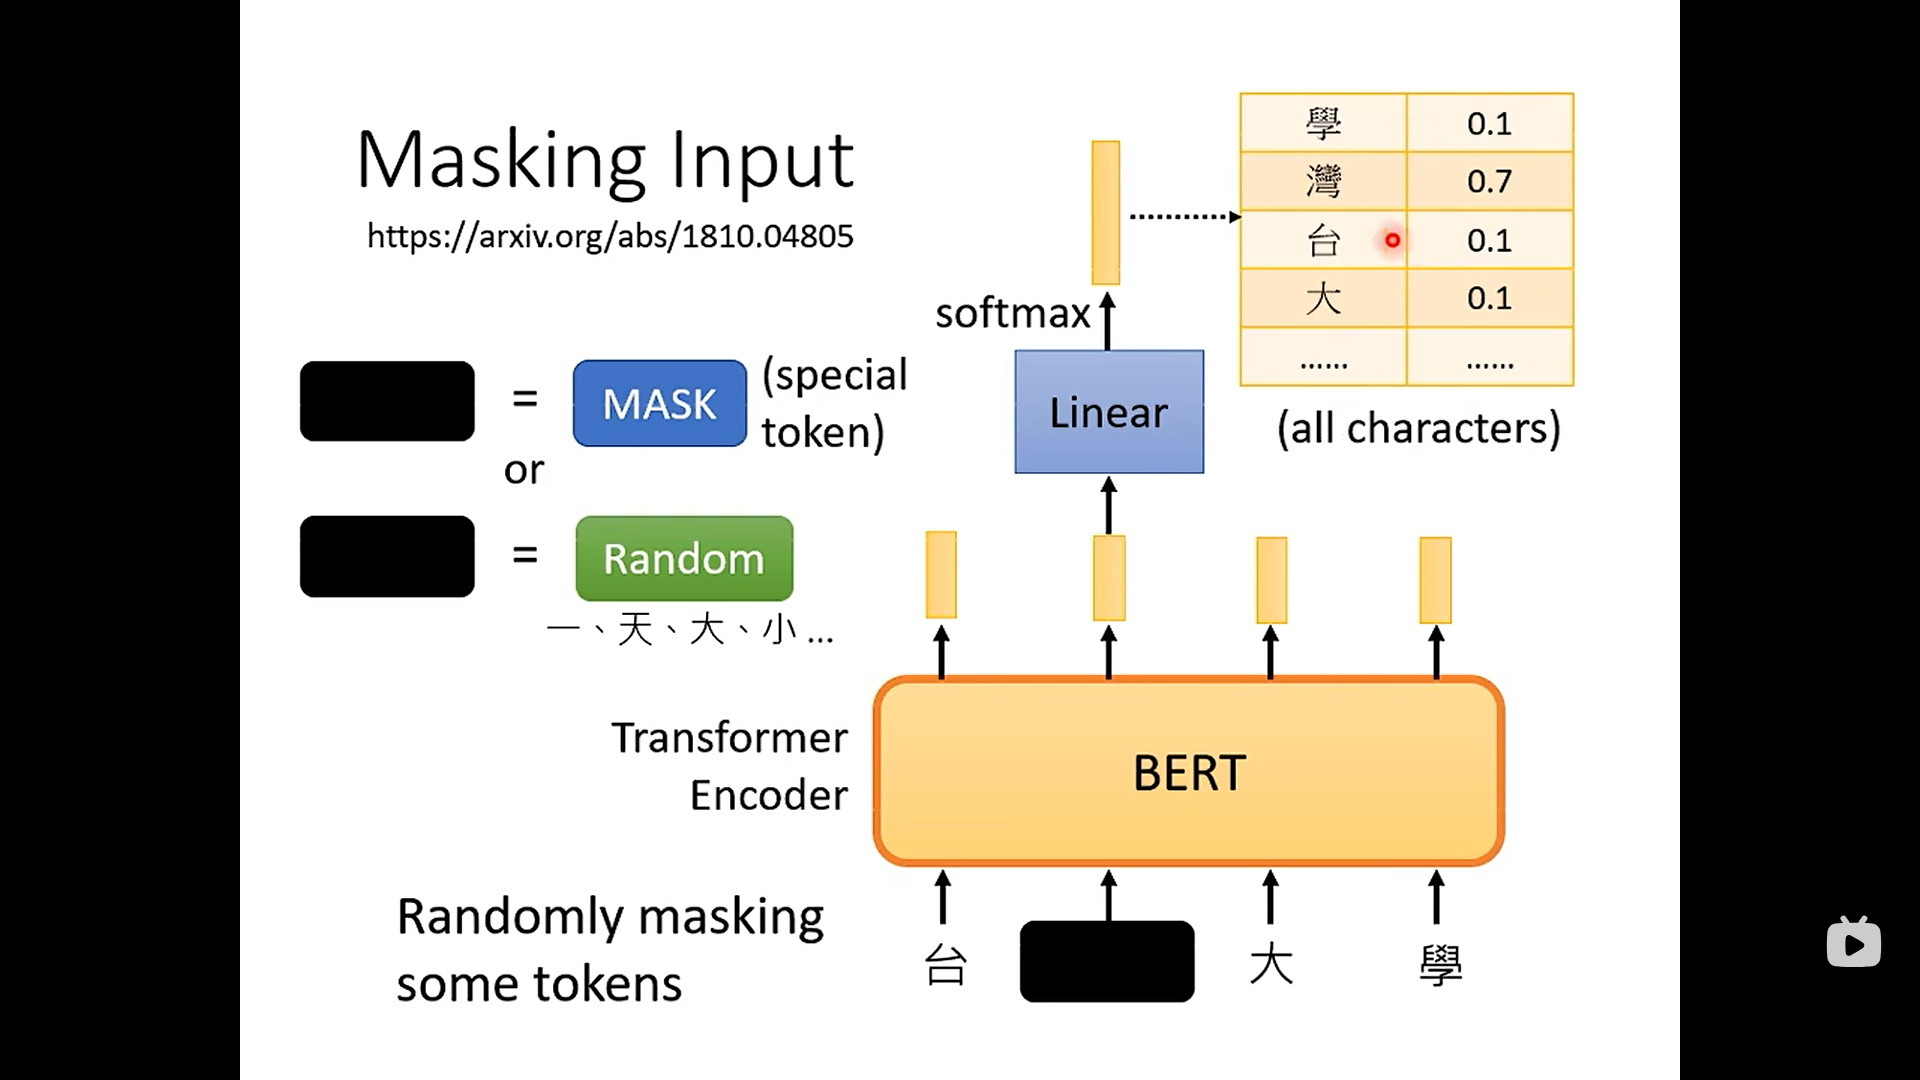 Masking Input
https://arxiv.org/abs/1810.04805
= MASK (special token)
or
= Random
一、天、大、小 ...
Transformer
Encoder
Randomly masking
some tokens
學 0.1
灣 0.7
台 0.1
大 0.1
...... ......
(all characters)
softmax
Linear
BERT
台 大 學